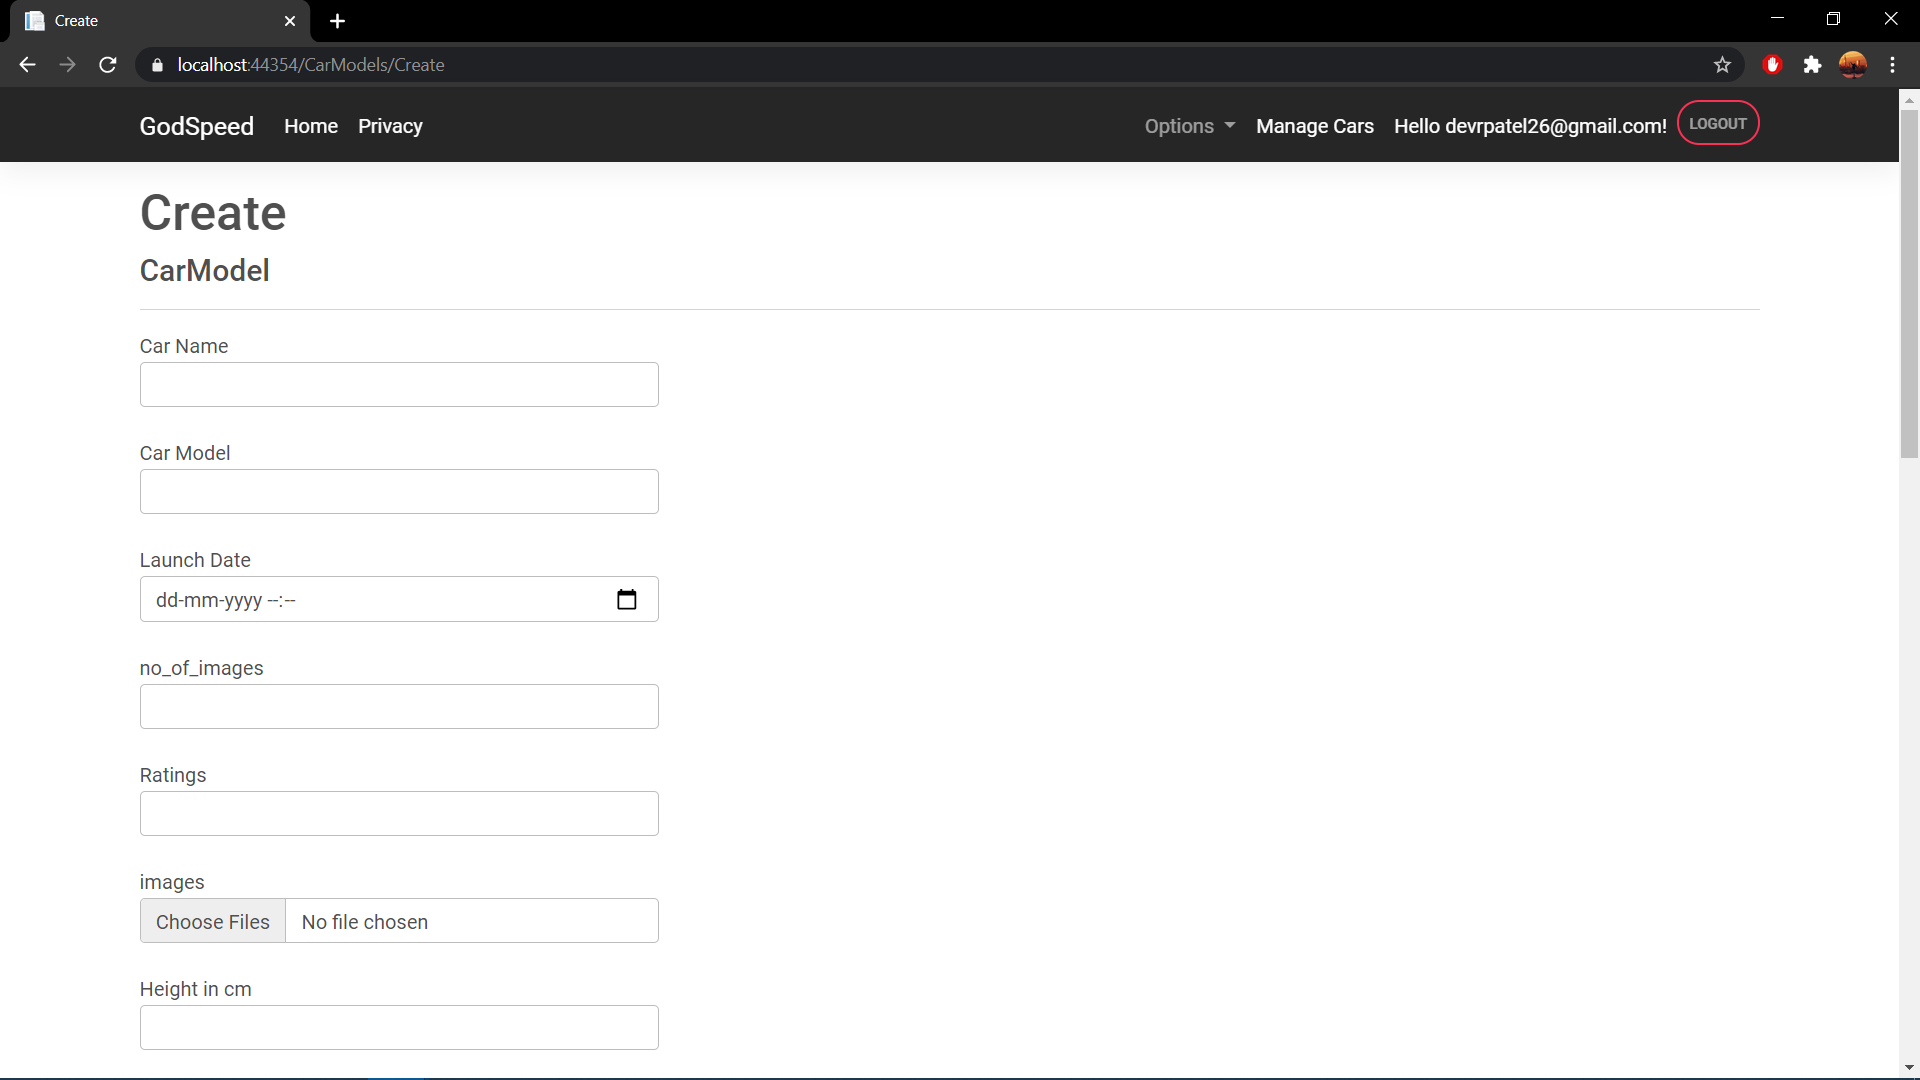 Create
localhost:44354/CarModels/Create
GodSpeed Home Privacy Options Manage Cars Hello devrpatel26@gmail.com! LOGOUT
Create
CarModel
Car Name
Car Model
Launch Date
dd-mm-yyyy --:--
no_of_images
Ratings
images
Choose Files No file chosen
Height in cm